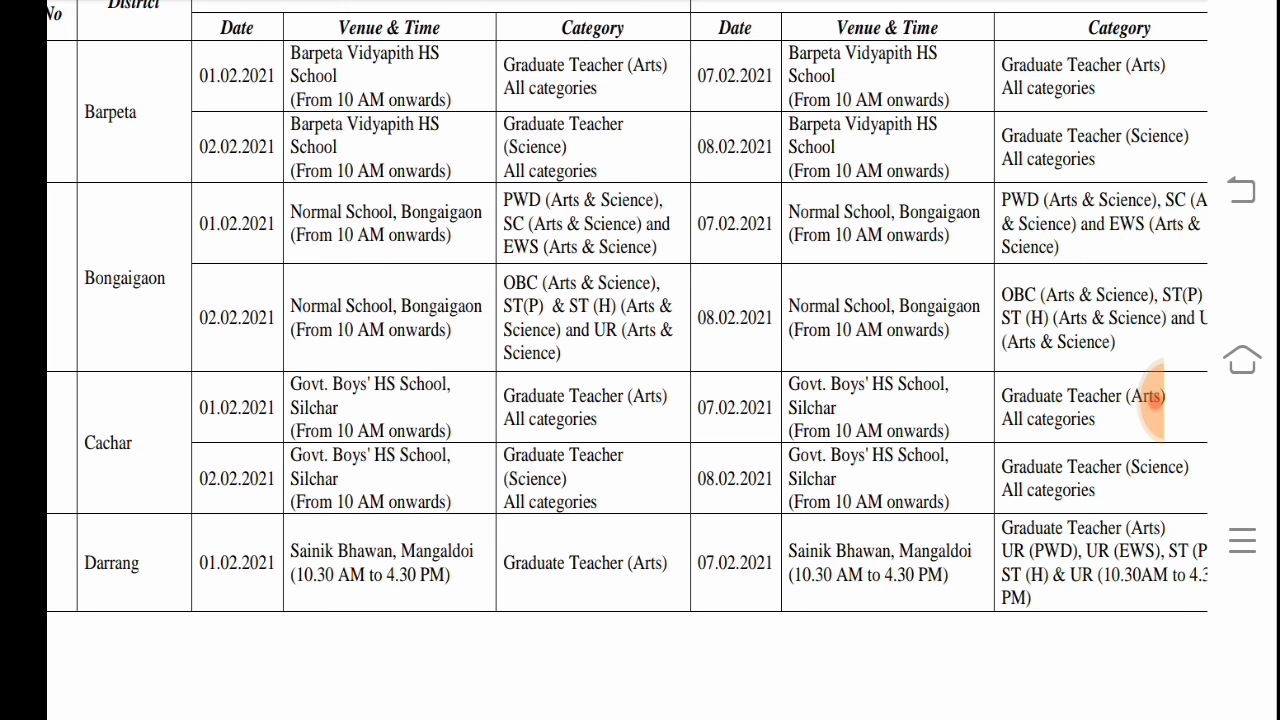 No
District
Date
Venue & Time
Category
Date
Venue & Time
Category
Barpeta
01.02.2021
Barpeta Vidyapith HS
School
(From 10 AM onwards)
Graduate Teacher (Arts)
All categories
07.02.2021
Barpeta Vidyapith HS
School
(From 10 AM onwards)
Graduate Teacher (Arts)
All categories
02.02.2021
Barpeta Vidyapith HS
School
(From 10 AM onwards)
Graduate Teacher
(Science)
All categories
08.02.2021
Barpeta Vidyapith HS
School
(From 10 AM onwards)
Graduate Teacher (Science)
All categories
Bongaigaon
01.02.2021
Normal School, Bongaigaon
(From 10 AM onwards)
PWD (Arts & Science),
SC (Arts & Science) and
EWS (Arts & Science)
07.02.2021
Normal School, Bongaigaon
(From 10 AM onwards)
PWD (Arts & Science), SC (A
& Science) and EWS (Arts &
Science)
02.02.2021
Normal School, Bongaigaon
(From 10 AM onwards)
OBC (Arts & Science),
ST(P) & ST (H) (Arts &
Science) and UR (Arts &
Science)
08.02.2021
Normal School, Bongaigaon
(From 10 AM onwards)
OBC (Arts & Science), ST(P)
ST (H) (Arts & Science) and U
(Arts & Science)
Cachar
01.02.2021
Govt. Boys' HS School,
Silchar
(From 10 AM onwards)
Graduate Teacher (Arts)
All categories
07.02.2021
Govt. Boys' HS School,
Silchar
(From 10 AM onwards)
Graduate Teacher (Arts)
All categories
02.02.2021
Govt. Boys' HS School,
Silchar
(From 10 AM onwards)
Graduate Teacher
(Science)
All categories
08.02.2021
Govt. Boys' HS School,
Silchar
(From 10 AM onwards)
Graduate Teacher (Science)
All categories
Darrang
01.02.2021
Sainik Bhawan, Mangaldoi
(10.30 AM to 4.30 PM)
Graduate Teacher (Arts)
07.02.2021
Sainik Bhawan, Mangaldoi
(10.30 AM to 4.30 PM)
Graduate Teacher (Arts)
UR (PWD), UR (EWS), ST (P
ST (H) & UR (10.30AM to 4.3
PM)